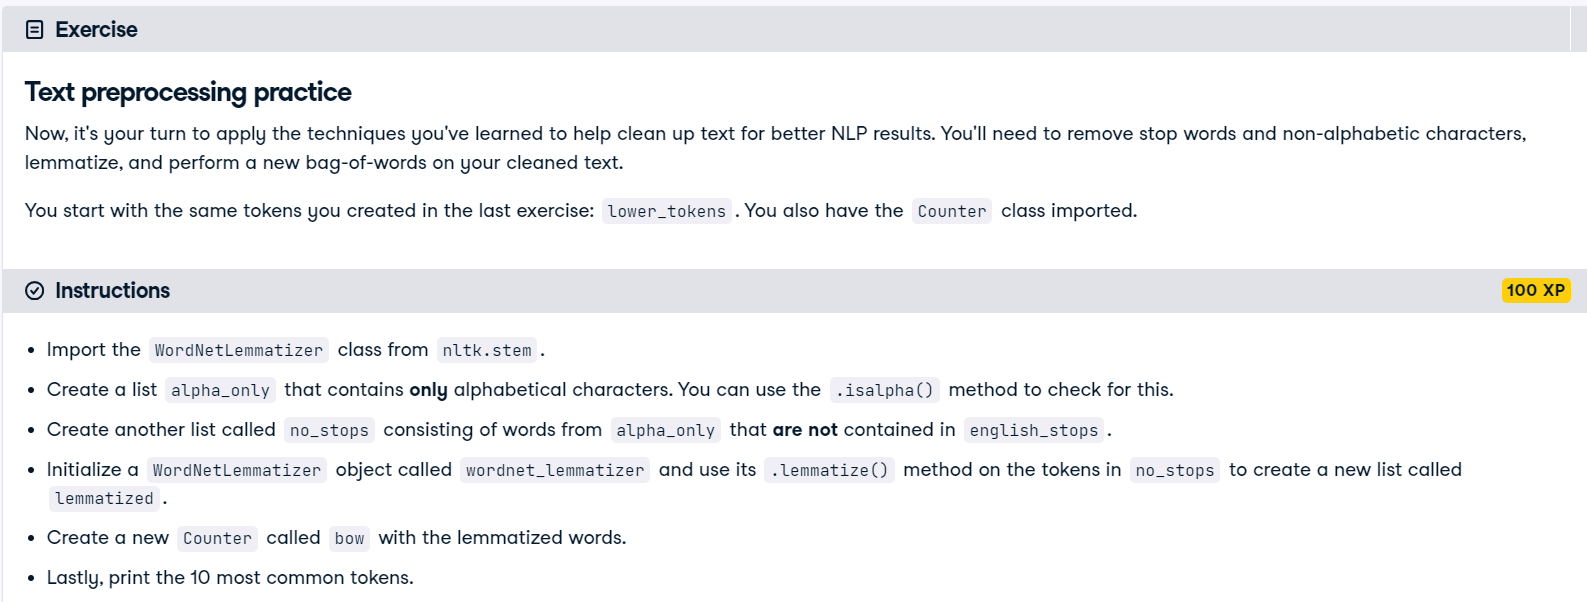 Exercise
Text preprocessing practice
Now, it's your turn to apply the techniques you've learned to help clean up text for better NLP results. You'll need to remove stop words and non-alphabetic characters,
lemmatize, and perform a new bag-of-words on your cleaned text.
You start with the same tokens you created in the last exercise: lower_tokens. You also have the Counter class imported.
Instructions
100 XP
• Import the WordNetLemmatizer class from nltk.stem.
• Create a list alpha_only that contains only alphabetical characters. You can use the .isalpha() method to check for this.
• Create another list called no_stops consisting of words from alpha_only that are not contained in english_stops.
• Initialize a WordNetLemmatizer object called wordnet_lemmatizer and use its .lemmatize() method on the tokens in no_stops to create a new list called
lemmatized.
• Create a new Counter called bow with the lemmatized words.
• Lastly, print the 10 most common tokens.